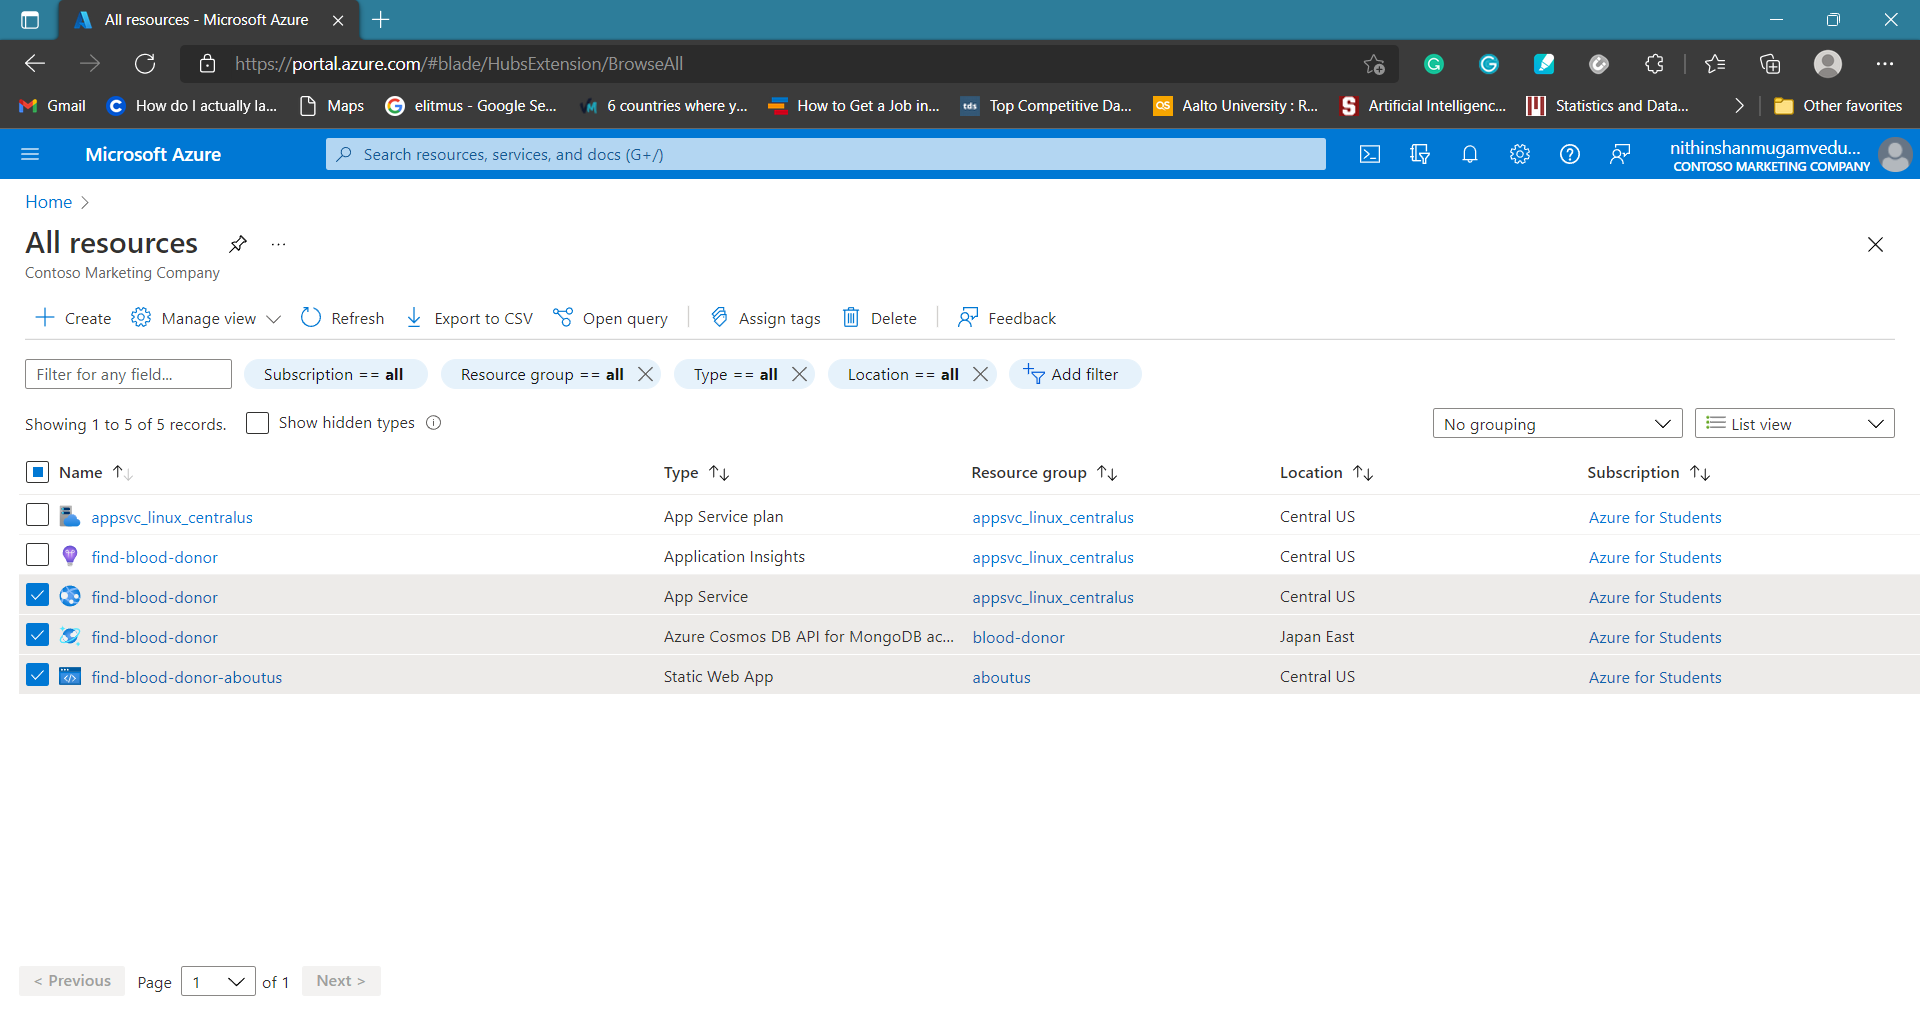 All resources - Microsoft Azure
https://portal.azure.com/#blade/HubsExtension/BrowseAll
Gmail How do I actually la... Maps elitmus - Google Se... 6 countries where y... How to Get a Job in... tds Top Competitive Da... QS Aalto University : R... Artificial Intelligenc... Statistics and Data... Other favorites
Microsoft Azure Search resources, services, and docs (G+/) nithinshanmugamvedu...
CONTOSO MARKETING COMPANY
Home >
All resources ...
Contoso Marketing Company
Create Manage view Refresh Export to CSV Open query Assign tags Delete Feedback
Filter for any field... Subscription == all Resource group == all Type == all Location == all Add filter
Showing 1 to 5 of 5 records. Show hidden types No grouping List view
Name Type Resource group Location Subscription
appsvc_linux_centralus App Service plan appsvc_linux_centralus Central US Azure for Students
find-blood-donor Application Insights appsvc_linux_centralus Central US Azure for Students
find-blood-donor App Service appsvc_linux_centralus Central US Azure for Students
find-blood-donor Azure Cosmos DB API for MongoDB ac... blood-donor Japan East Azure for Students
find-blood-donor-aboutus Static Web App aboutus Central US Azure for Students
< Previous Page 1 of 1 Next >